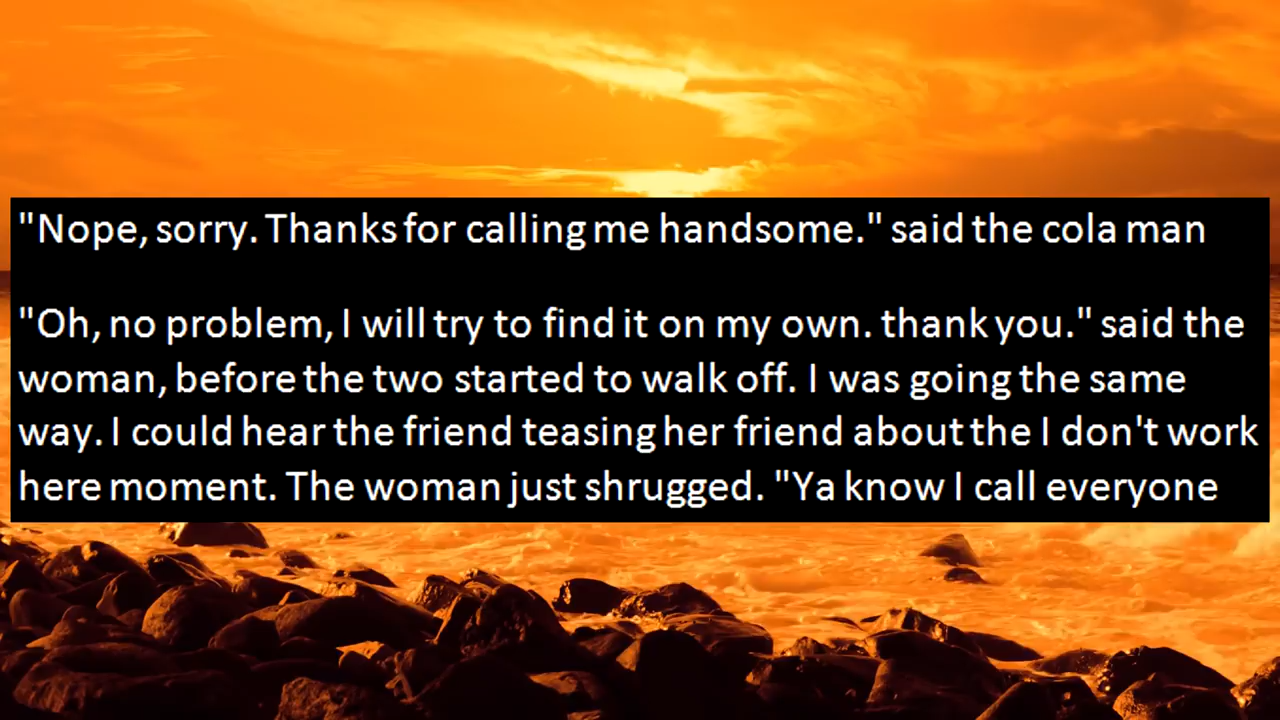 "Nope, sorry. Thanks for calling me handsome." said the cola man
"Oh, no problem, I will try to find it on my own. thank you." said the
woman, before the two started to walk off. I was going the same
way. I could hear the friend teasing her friend about the I don't work
here moment. The woman just shrugged. "Ya know I call everyone